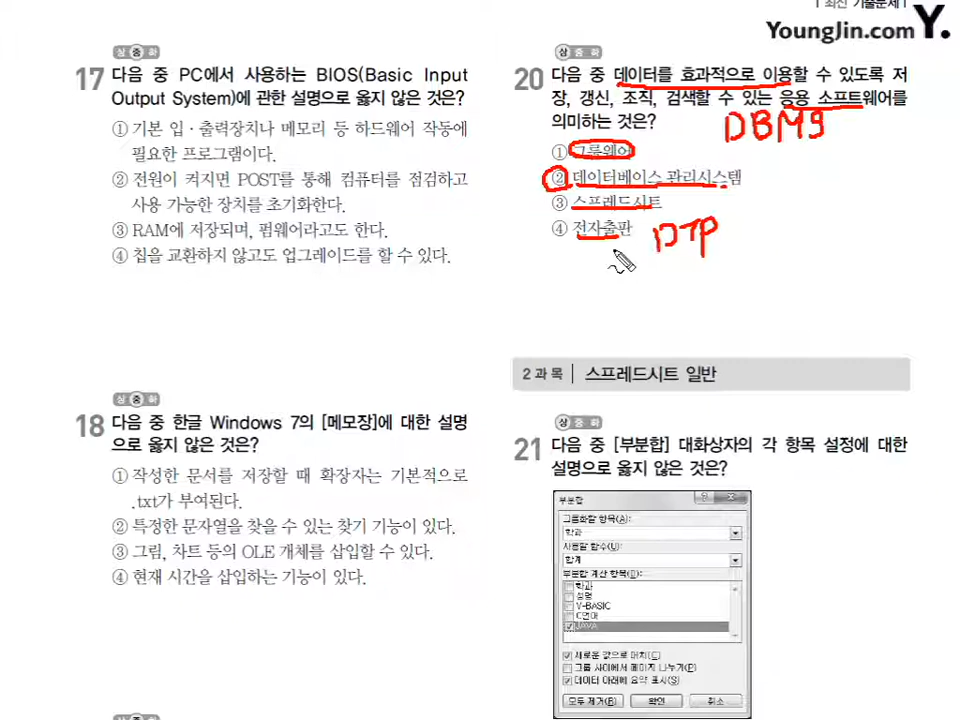 | 최신 기출문제 |
YoungJin.com Y.
상 중 하
17 다음 중 PC에서 사용하는 BIOS(Basic Input
Output System)에 관한 설명으로 옳지 않은 것은?
① 기본 입·출력장치나 메모리 등 하드웨어 작동에
필요한 프로그램이다.
② 전원이 켜지면 POST를 통해 컴퓨터를 점검하고
사용 가능한 장치를 초기화한다.
③ RAM에 저장되며, 펌웨어라고도 한다.
④ 칩을 교환하지 않고도 업그레이드를 할 수 있다.
상 중 하
18 다음 중 한글 Windows 7의 [메모장]에 대한 설명
으로 옳지 않은 것은?
① 작성한 문서를 저장할 때 확장자는 기본적으로
.txt가 부여된다.
② 특정한 문자열을 찾을 수 있는 찾기 기능이 있다.
③ 그림, 차트 등의 OLE 개체를 삽입할 수 있다.
④ 현재 시간을 삽입하는 기능이 있다.
상 중 하
20 다음 중 데이터를 효과적으로 이용할 수 있도록 저
장, 갱신, 조직, 검색할 수 있는 응용 소프트웨어를
의미하는 것은?
DBMS
① 그룹웨어
② 데이터베이스 관리시스템
③ 스프레드시트
④ 전자출판
DTP
2과목 | 스프레드시트 일반
상 중 하
21 다음 중 [부분합] 대화상자의 각 항목 설정에 대한
설명으로 옳지 않은 것은?
부분합
그룹화할 항목(A):
학과
사용할 함수(U):
합계
부분합 계산 항목(D):
학과
성명
V-BASIC
C언어
JAVA
새로운 값으로 대치(C)
그룹 사이에서 페이지 나누기(P)
데이터 아래에 요약 표시(S)
모두 제거(R)
확인
취소